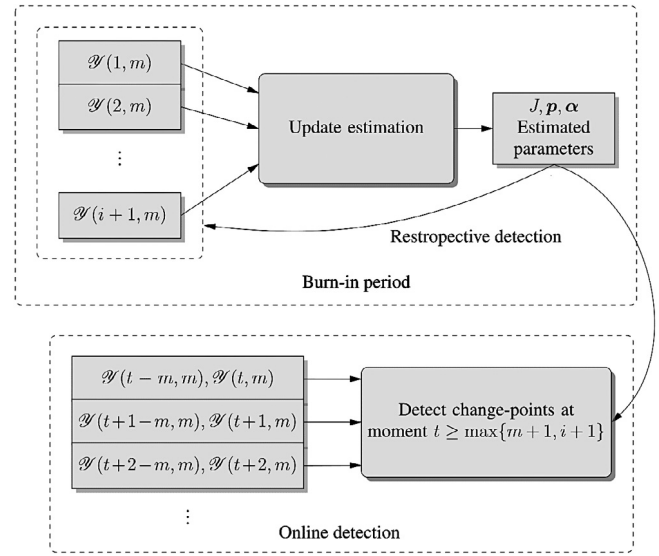 𝒴(1, m)
𝒴(2, m)
⋮
𝒴(i + 1, m)
Update estimation
J, p, α
Estimated
parameters
Restropective detection
Burn-in period
𝒴(t − m, m), 𝒴(t, m)
𝒴(t+1−m, m), 𝒴(t+1, m)
𝒴(t+2−m, m), 𝒴(t+2, m)
⋮
Detect change-points at
moment t ≥ max{m + 1, i + 1}
Online detection